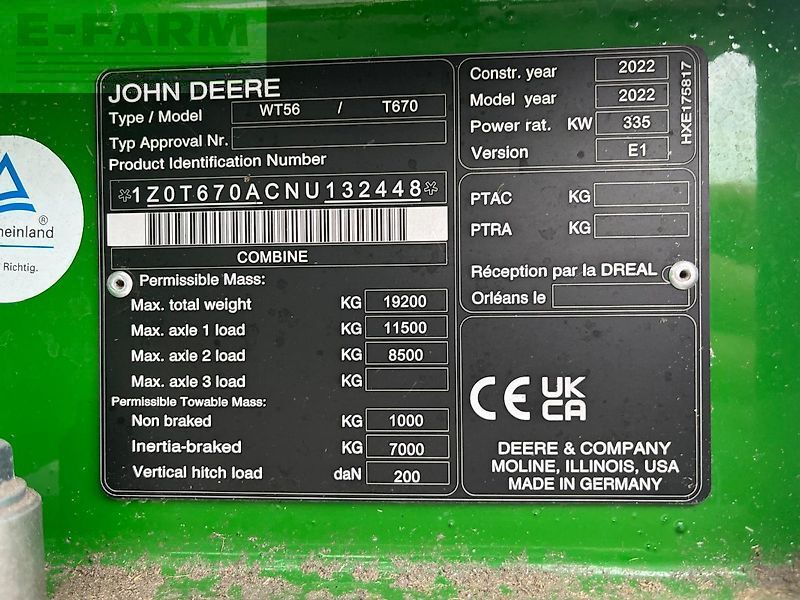 E-FARM
JOHN DEERE
Type / Model WT56 / T670
Typ Approval Nr.
Product Identification Number
*1Z0T670ACNU132448*
COMBINE
Permissible Mass:
Max. total weight KG 19200
Max. axle 1 load KG 11500
Max. axle 2 load KG 8500
Max. axle 3 load KG
Permissible Towable Mass:
Non braked KG 1000
Inertia-braked KG 7000
Vertical hitch load daN 200
Constr. year 2022
Model year 2022
Power rat. KW 335
Version E1
HXE175817
PTAC KG
PTRA KG
Réception par la DREAL
Orléans le
CE UK
CA
DEERE & COMPANY
MOLINE, ILLINOIS, USA
MADE IN GERMANY
heinland
Richtig.